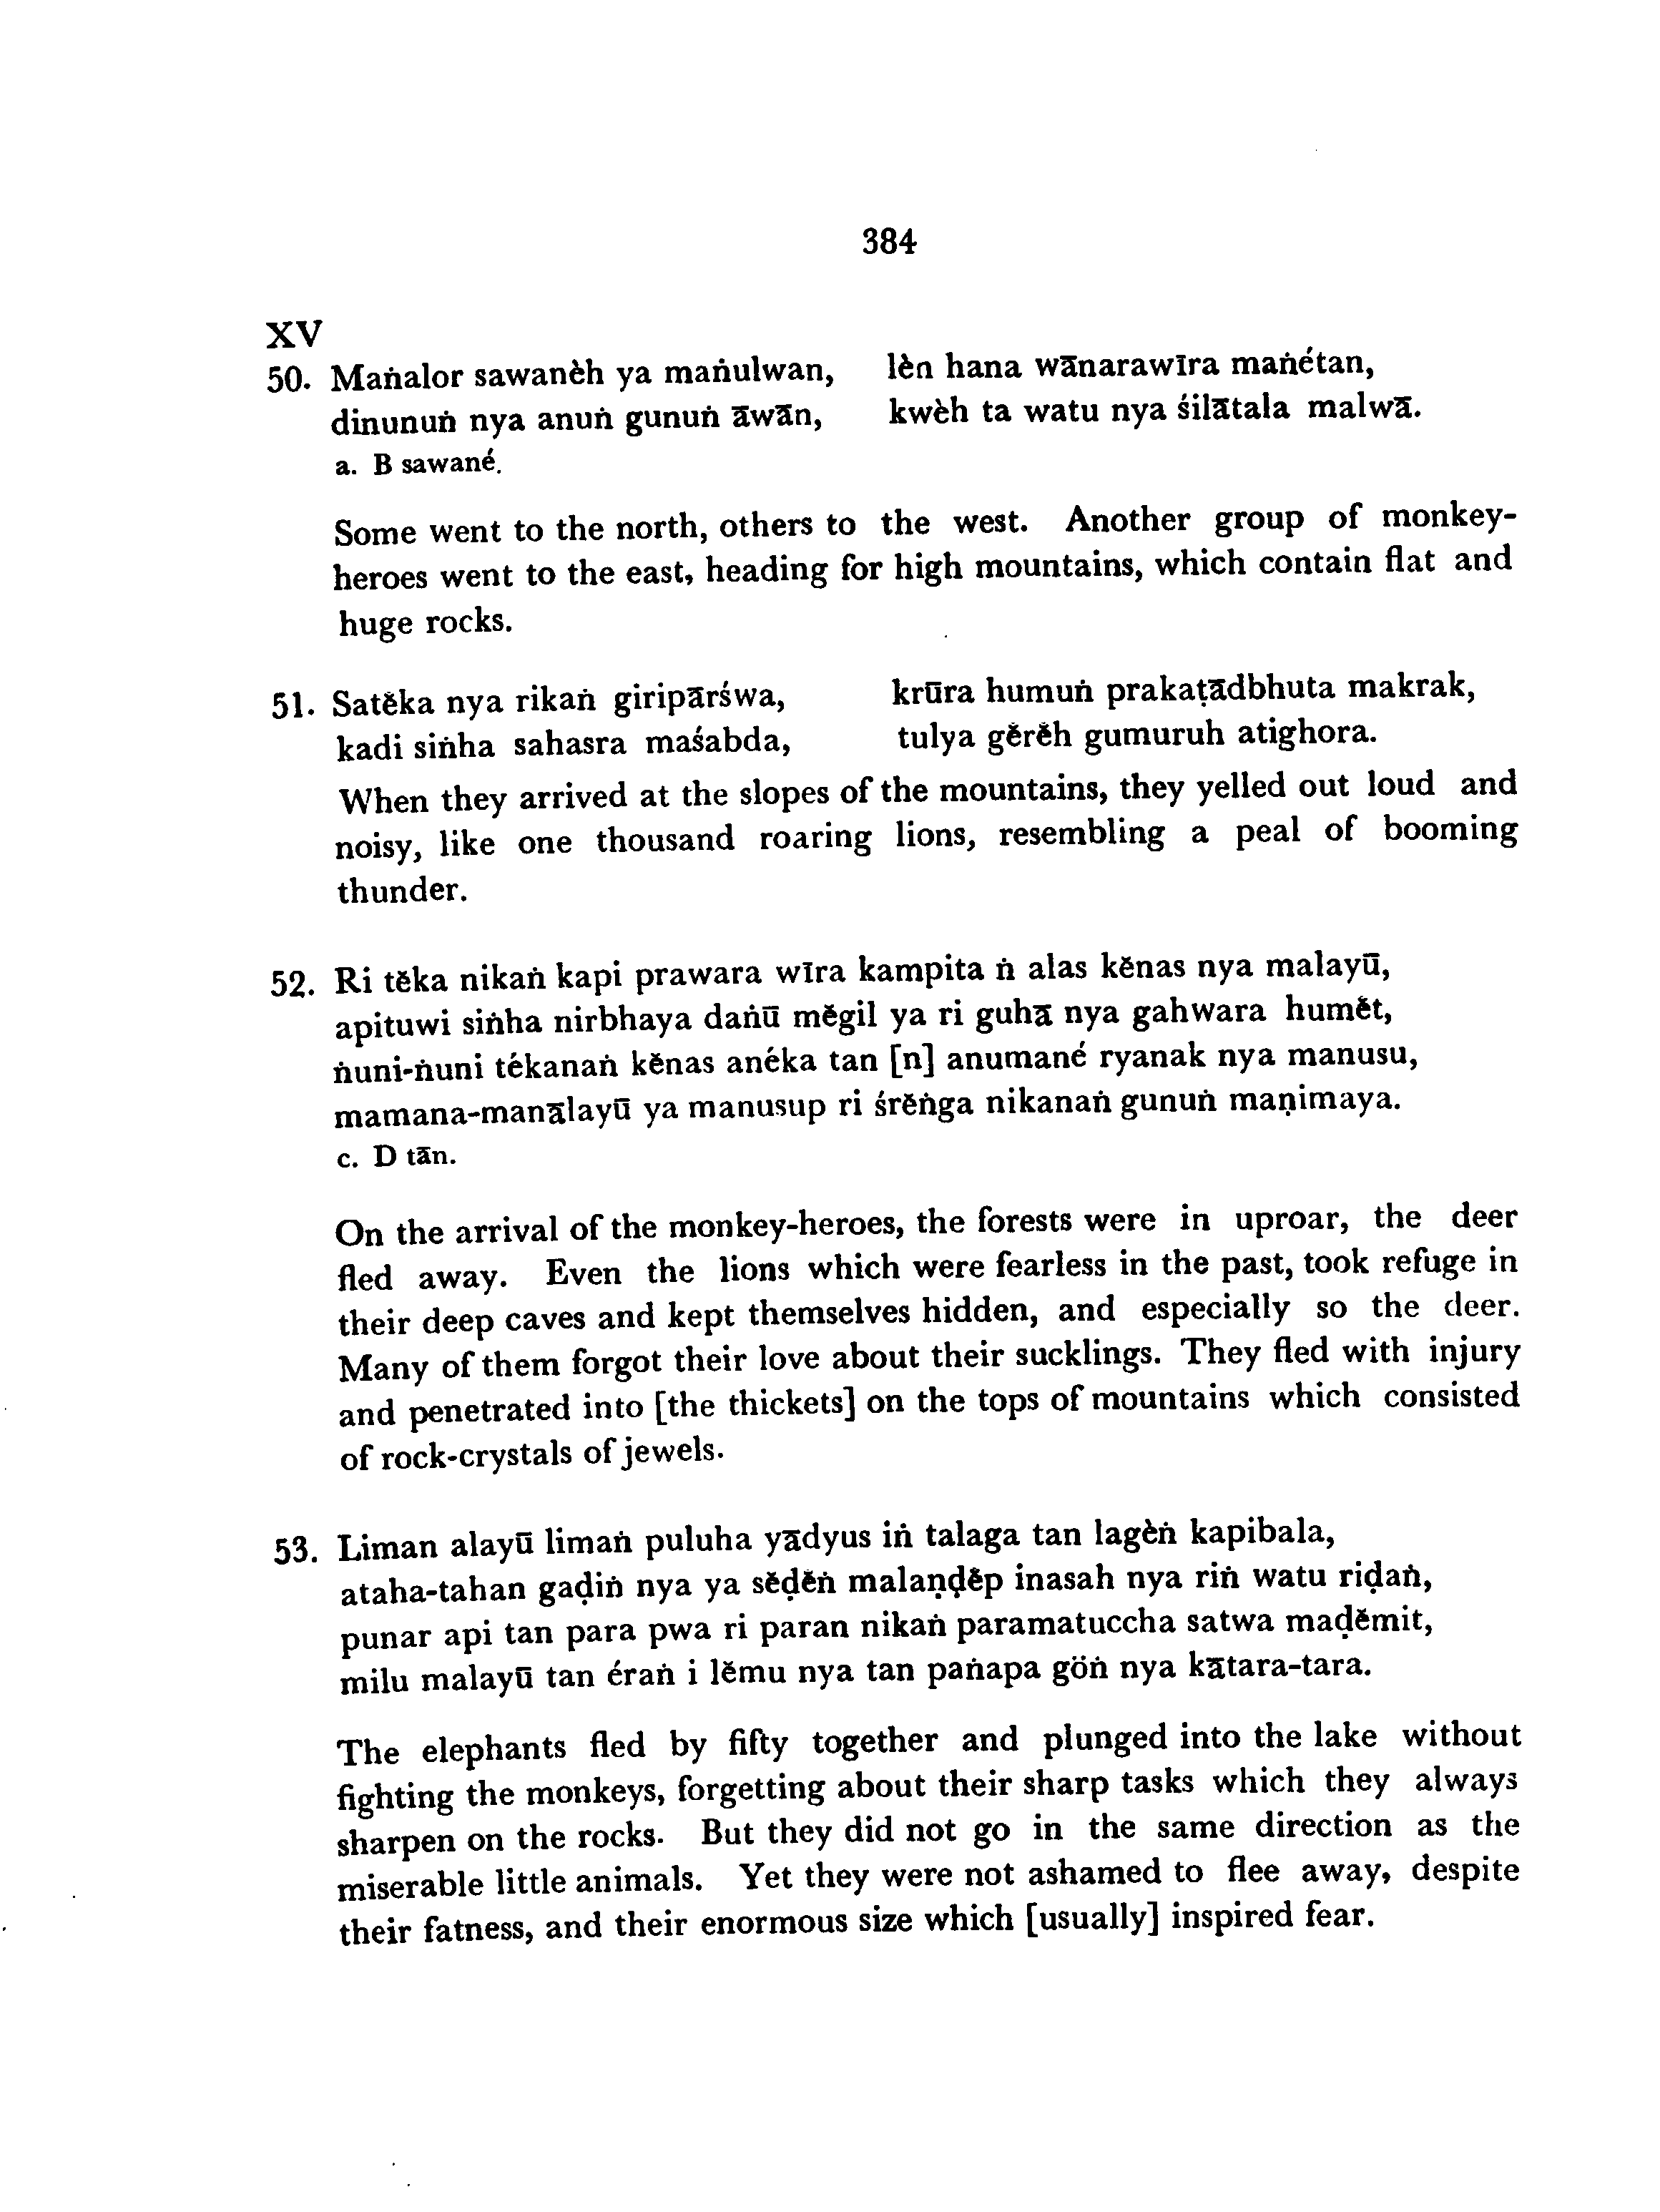 384
XV
50. Maṅalor sawanèh ya maṅulwan, lèn hana wānarawīra maṅétan,
dinunuṅ nya anuṅ gunuṅ āwān, kwèh ta watu nya śilātala malwā.
a. B sawané.
Some went to the north, others to the west. Another group of monkey-
heroes went to the east, heading for high mountains, which contain flat and
huge rocks.
51. Satĕka nya rikaṅ giripārśwa, krūra humuṅ prakaṭādbhuta makrak,
kadi siṅha sahasra maśabda, tulya gĕrĕh gumuruh atighora.
When they arrived at the slopes of the mountains, they yelled out loud and
noisy, like one thousand roaring lions, resembling a peal of booming
thunder.
52. Ri tĕka nikaṅ kapi prawara wīra kampita ṅ alas kĕnas nya malayū,
apituwi siṅha nirbhaya daṅū mĕgil ya ri guhā nya gahwara humĕt,
ṅuni-ṅuni tékanaṅ kĕnas anéka tan [n] anumané ryanak nya manusu,
mamana-manālayū ya manusup ri śrĕṅga nikanaṅ gunuṅ maṇimaya.
c. D tān.
On the arrival of the monkey-heroes, the forests were in uproar, the deer
fled away. Even the lions which were fearless in the past, took refuge in
their deep caves and kept themselves hidden, and especially so the deer.
Many of them forgot their love about their sucklings. They fled with injury
and penetrated into [the thickets] on the tops of mountains which consisted
of rock-crystals of jewels.
53. Liman alayū limaṅ puluha yādyus iṅ talaga tan lagèṅ kapibala,
ataha-tahan gaḍiṅ nya ya sĕḍĕṅ malaṇḍĕp inasah nya riṅ watu riḍaṅ,
punar api tan para pwa ri paran nikaṅ paramatuccha satwa maḍĕmit,
milu malayū tan éraṅ i lĕmu nya tan paṅapa göṅ nya kātara-tara.
The elephants fled by fifty together and plunged into the lake without
fighting the monkeys, forgetting about their sharp tasks which they always
sharpen on the rocks. But they did not go in the same direction as the
miserable little animals. Yet they were not ashamed to flee away, despite
their fatness, and their enormous size which [usually] inspired fear.